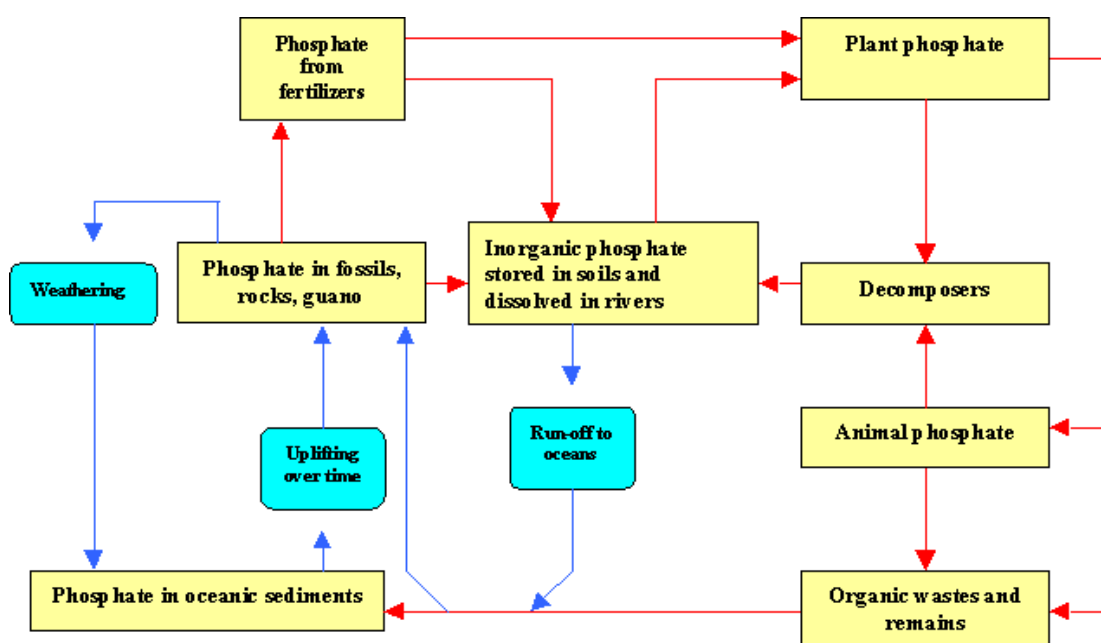 Phosphate
from
fertilizers
Plant phosphate
Weathering
Phosphate in fossils,
rocks, guano
Inorganic phosphate
stored in soils and
dissolved in rivers
Decomposers
Uplifting
over time
Run-off to
oceans
Animal phosphate
Phosphate in oceanic sediments
Organic wastes and
remains